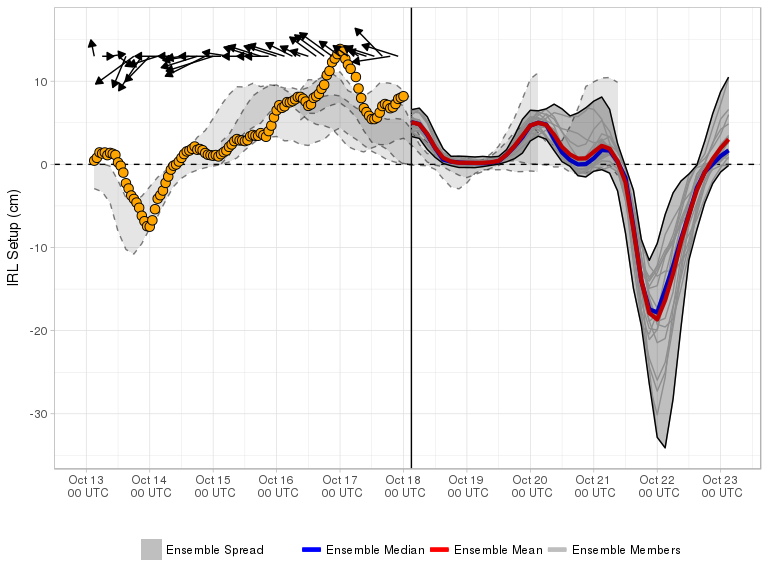 IRL Setup (cm)
10
0
-10
-20
-30
Oct 13 Oct 14 Oct 15 Oct 16 Oct 17 Oct 18 Oct 19 Oct 20 Oct 21 Oct 22 Oct 23
00 UTC 00 UTC 00 UTC 00 UTC 00 UTC 00 UTC 00 UTC 00 UTC 00 UTC 00 UTC 00 UTC
Ensemble Spread Ensemble Median Ensemble Mean Ensemble Members